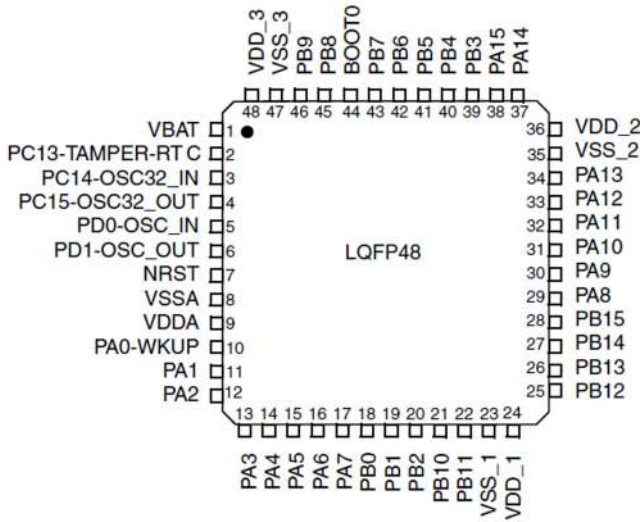 VDD_3
VSS_3
PB9
PB8
BOOT0
PB7
PB6
PB5
PB4
PB3
PA15
PA14
48 47 46 45 44 43 42 41 40 39 38 37
VBAT 1
PC13-TAMPER-RTC 2
PC14-OSC32_IN 3
PC15-OSC32_OUT 4
PD0-OSC_IN 5
PD1-OSC_OUT 6
NRST 7
VSSA 8
VDDA 9
PA0-WKUP 10
PA1 11
PA2 12
LQFP48
36 VDD_2
35 VSS_2
34 PA13
33 PA12
32 PA11
31 PA10
30 PA9
29 PA8
28 PB15
27 PB14
26 PB13
25 PB12
13 14 15 16 17 18 19 20 21 22 23 24
PA3
PA4
PA5
PA6
PA7
PB0
PB1
PB2
PB10
PB11
VSS_1
VDD_1